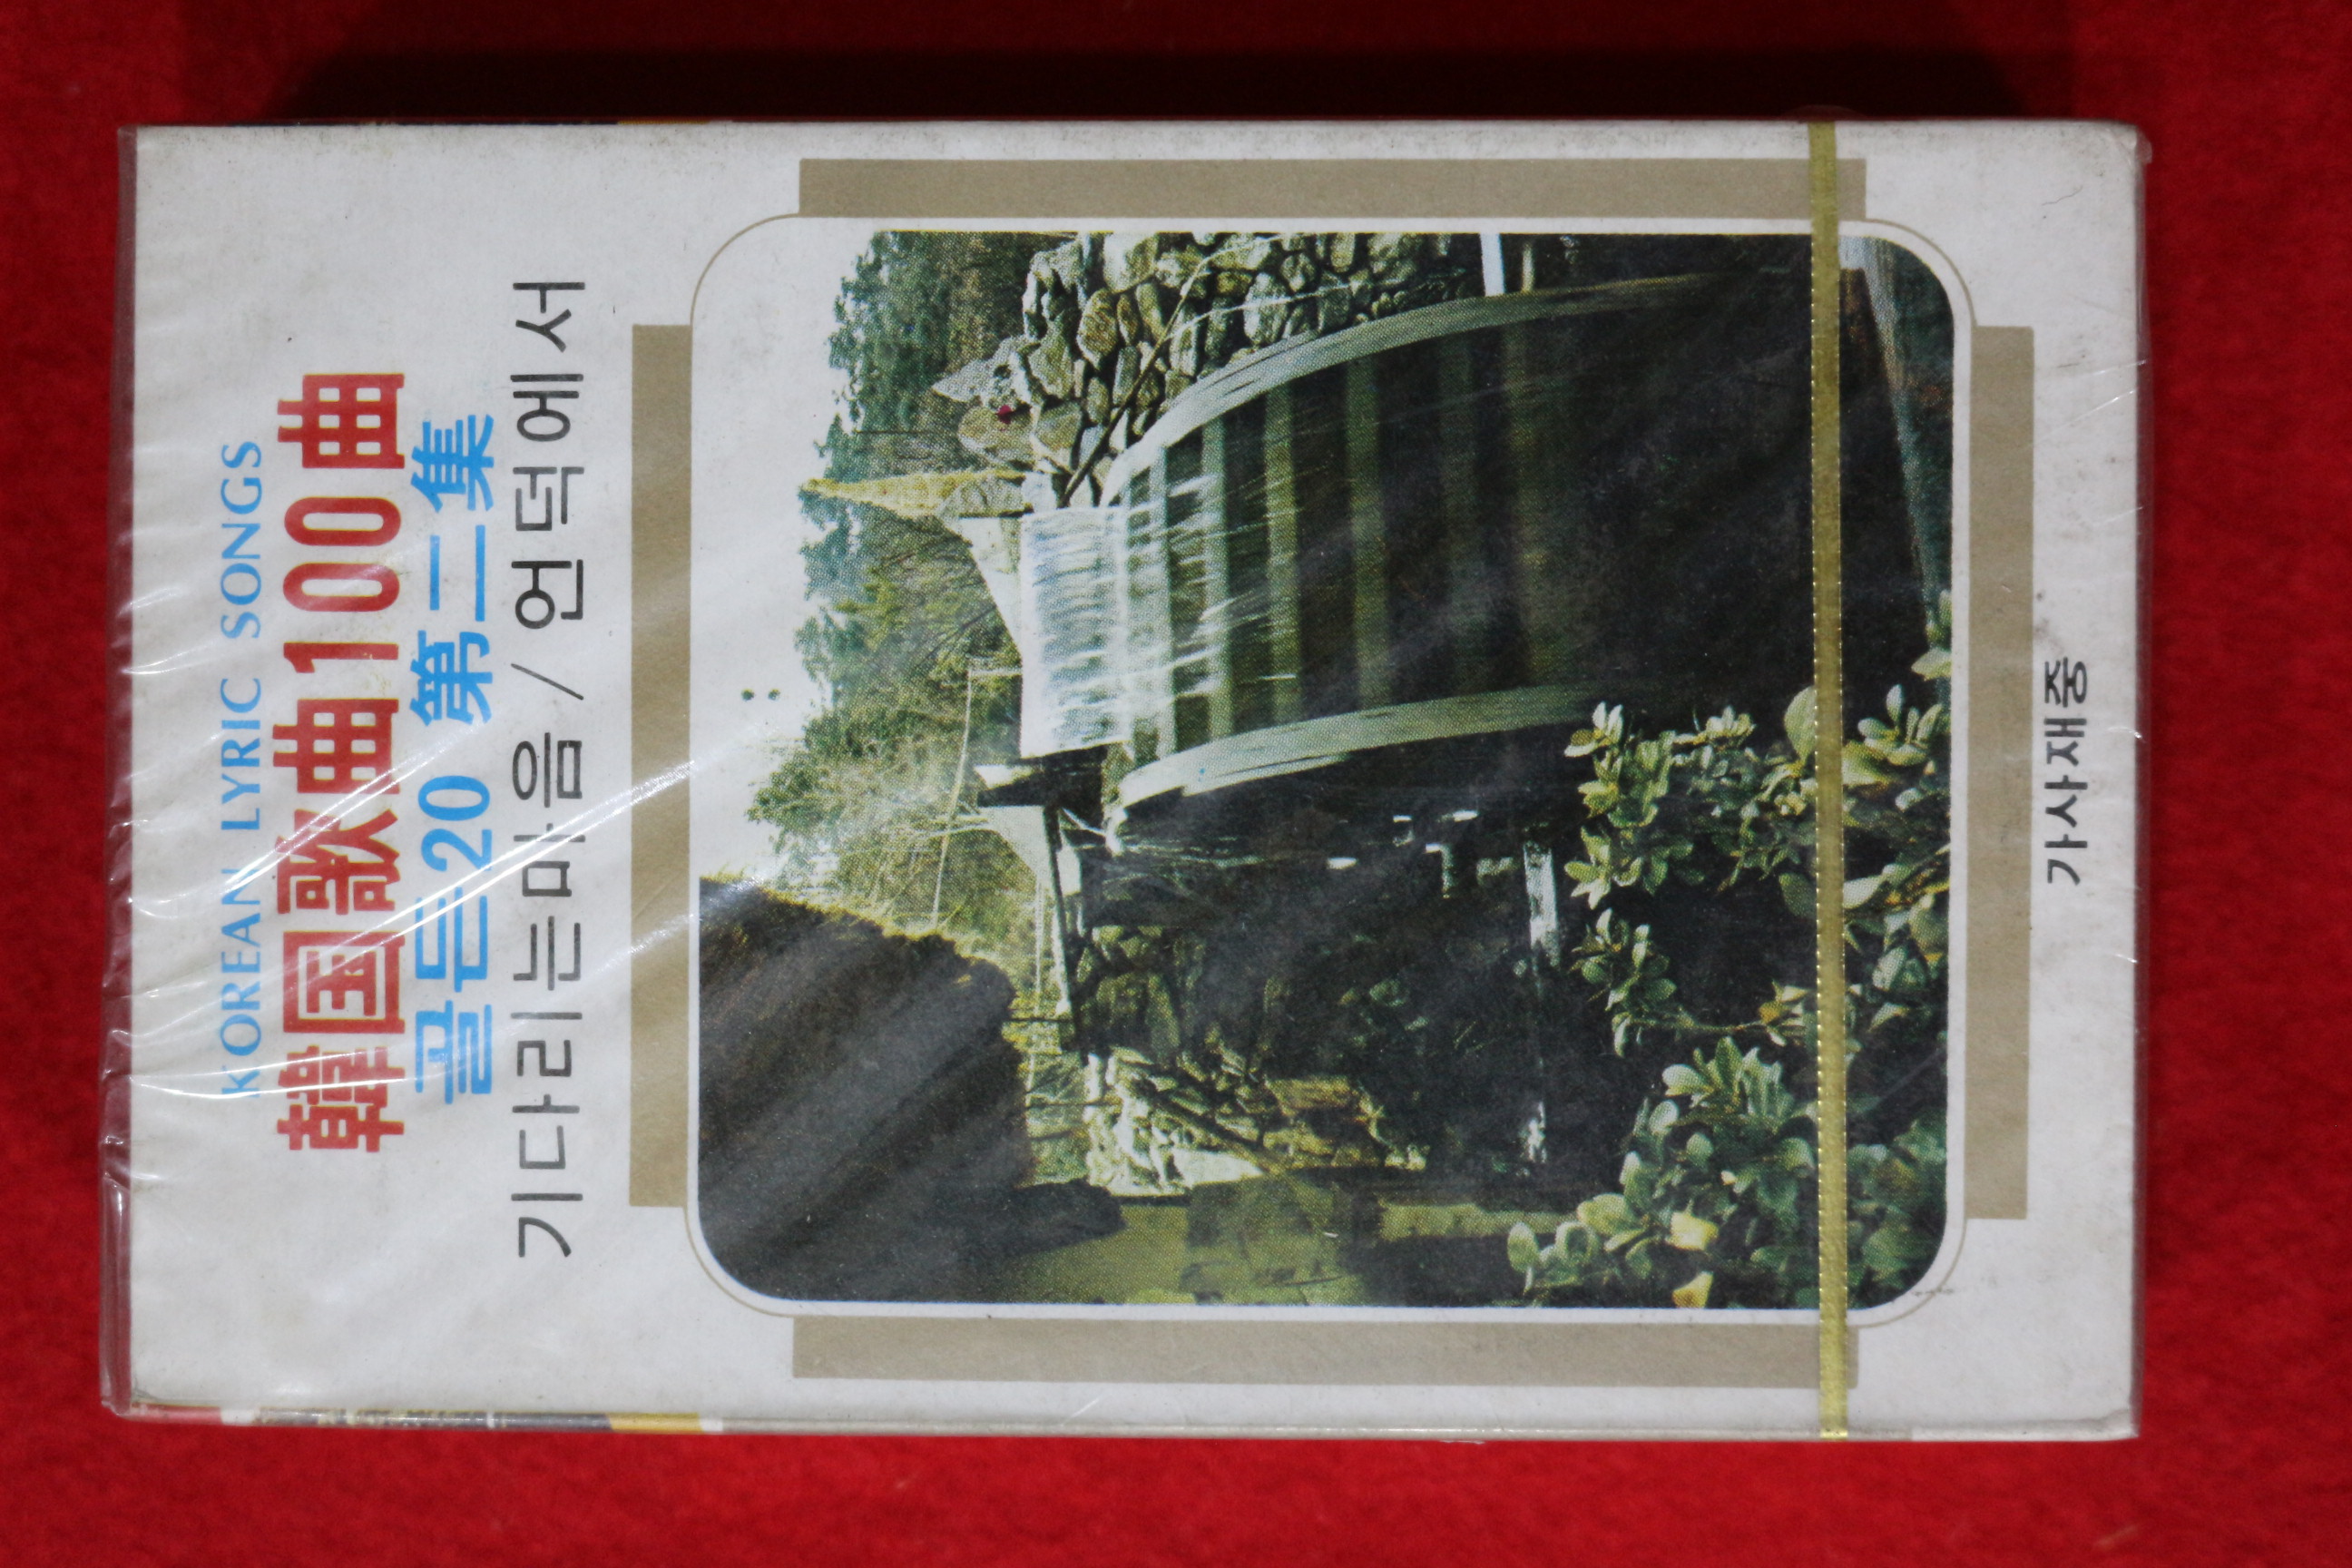 KOREAN LYRIC SONGS
韓国歌曲100曲
골든20 第二集
기다리는마음 / 언덕에서
가사재중